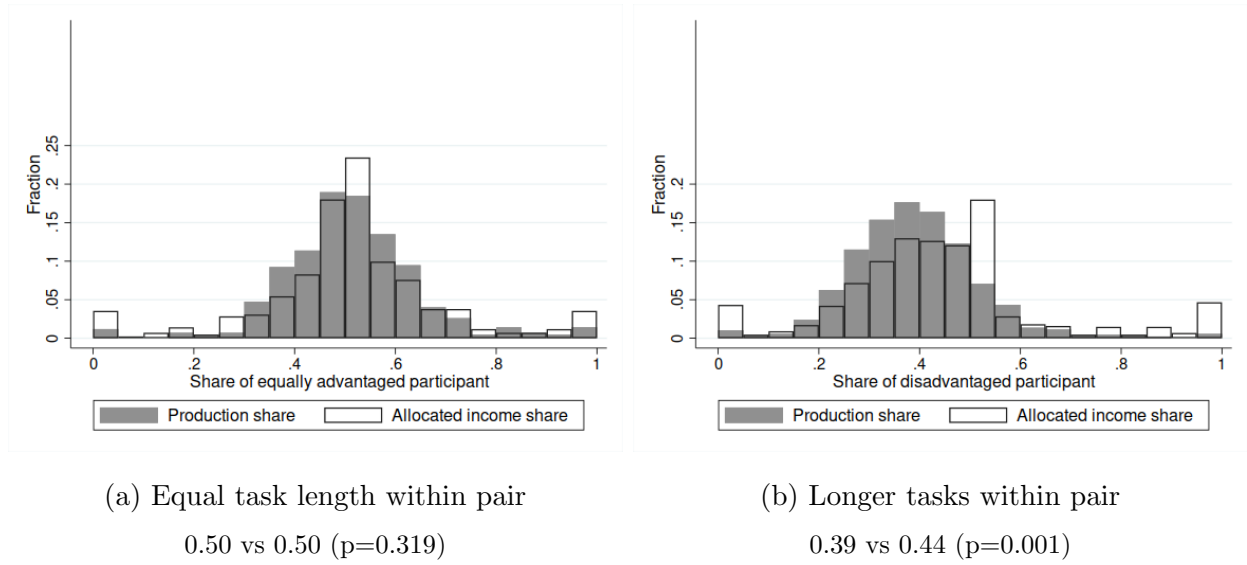 Fraction
.25
.2
.15
.1
.05
0
0 .2 .4 .6 .8 1
Share of equally advantaged participant
Production share Allocated income share
(a) Equal task length within pair
0.50 vs 0.50 (p=0.319)
Fraction
.2
.15
.1
.05
0
0 .2 .4 .6 .8 1
Share of disadvantaged participant
Production share Allocated income share
(b) Longer tasks within pair
0.39 vs 0.44 (p=0.001)